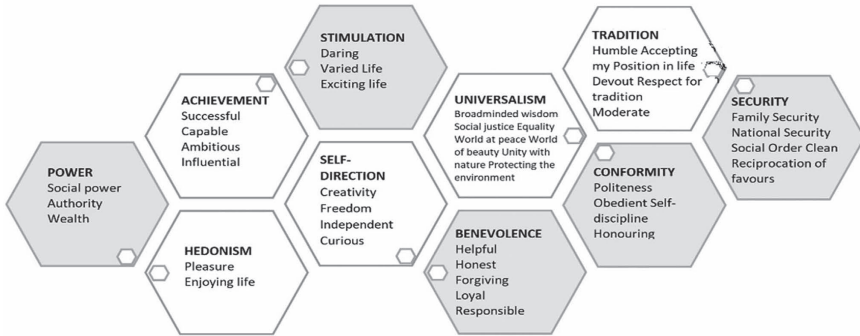 STIMULATION
Daring
Varied Life
Exciting life
TRADITION
Humble Accepting
my Position in life
Devout Respect for
tradition
Moderate
ACHIEVEMENT
Successful
Capable
Ambitious
Influential
UNIVERSALISM
Broadminded wisdom
Social justice Equality
World at peace World
of beauty Unity with
nature Protecting the
environment
SECURITY
Family Security
National Security
Social Order Clean
Reciprocation of
favours
POWER
Social power
Authority
Wealth
SELF-
DIRECTION
Creativity
Freedom
Independent
Curious
CONFORMITY
Politeness
Obedient Self-
discipline
Honouring
HEDONISM
Pleasure
Enjoying life
BENEVOLENCE
Helpful
Honest
Forgiving
Loyal
Responsible